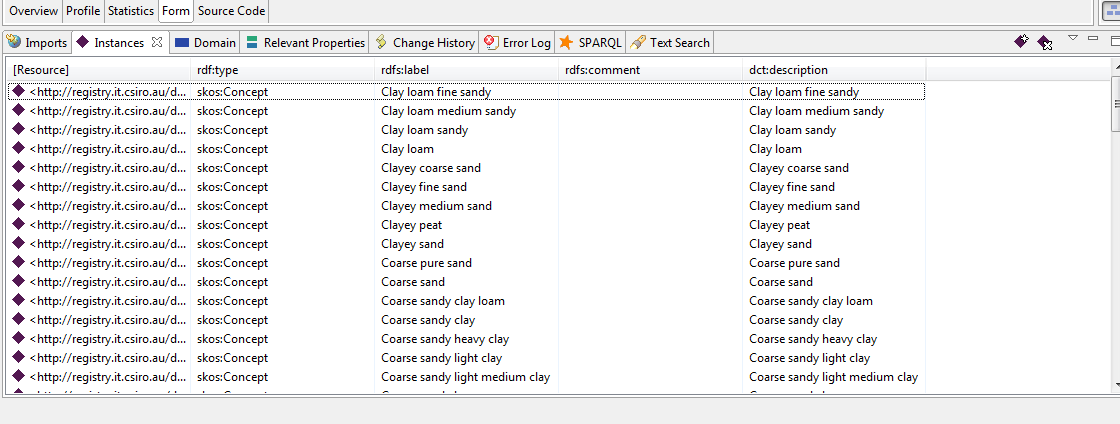 Overview Profile Statistics Form Source Code
Imports Instances Domain Relevant Properties Change History Error Log SPARQL Text Search
[Resource] rdf:type rdfs:label rdfs:comment dct:description
<http://registry.it.csiro.au/d... skos:Concept Clay loam fine sandy Clay loam fine sandy
<http://registry.it.csiro.au/d... skos:Concept Clay loam medium sandy Clay loam medium sandy
<http://registry.it.csiro.au/d... skos:Concept Clay loam sandy Clay loam sandy
<http://registry.it.csiro.au/d... skos:Concept Clay loam Clay loam
<http://registry.it.csiro.au/d... skos:Concept Clayey coarse sand Clayey coarse sand
<http://registry.it.csiro.au/d... skos:Concept Clayey fine sand Clayey fine sand
<http://registry.it.csiro.au/d... skos:Concept Clayey medium sand Clayey medium sand
<http://registry.it.csiro.au/d... skos:Concept Clayey peat Clayey peat
<http://registry.it.csiro.au/d... skos:Concept Clayey sand Clayey sand
<http://registry.it.csiro.au/d... skos:Concept Coarse pure sand Coarse pure sand
<http://registry.it.csiro.au/d... skos:Concept Coarse sand Coarse sand
<http://registry.it.csiro.au/d... skos:Concept Coarse sandy clay loam Coarse sandy clay loam
<http://registry.it.csiro.au/d... skos:Concept Coarse sandy clay Coarse sandy clay
<http://registry.it.csiro.au/d... skos:Concept Coarse sandy heavy clay Coarse sandy heavy clay
<http://registry.it.csiro.au/d... skos:Concept Coarse sandy light clay Coarse sandy light clay
<http://registry.it.csiro.au/d... skos:Concept Coarse sandy light medium clay Coarse sandy light medium clay